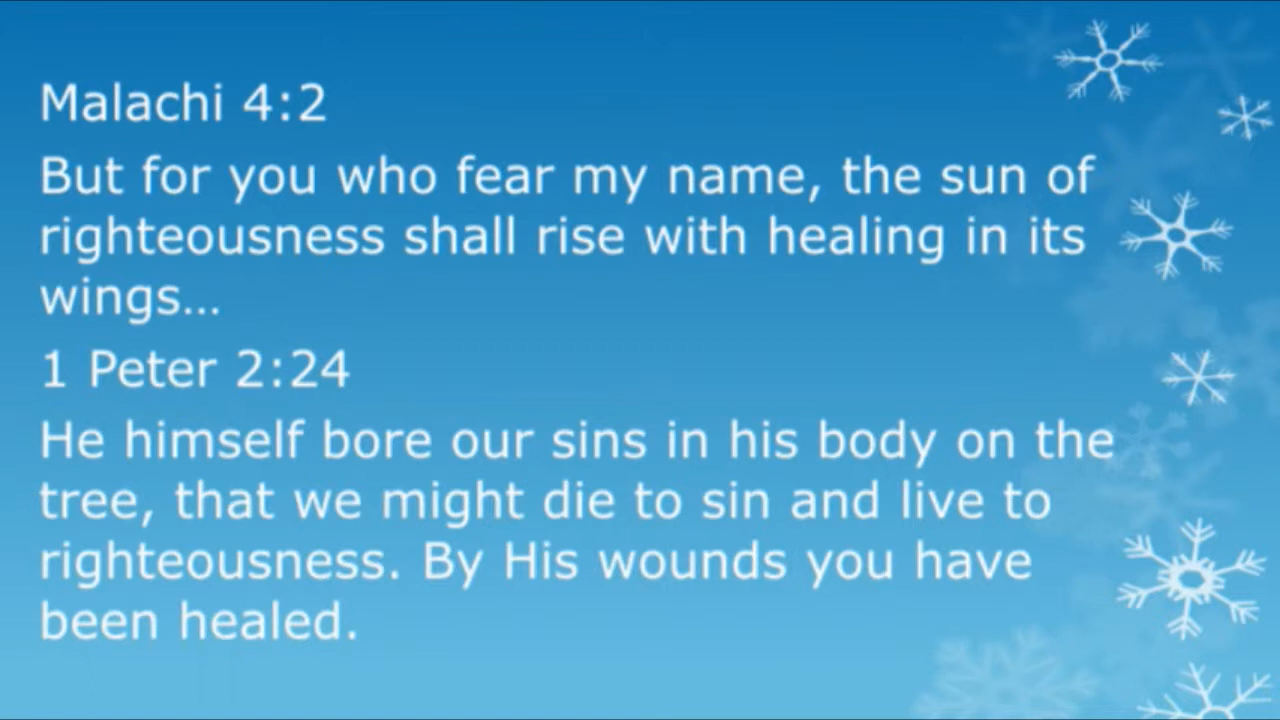 Malachi 4:2
But for you who fear my name, the sun of
righteousness shall rise with healing in its
wings…
1 Peter 2:24
He himself bore our sins in his body on the
tree, that we might die to sin and live to
righteousness. By His wounds you have
been healed.